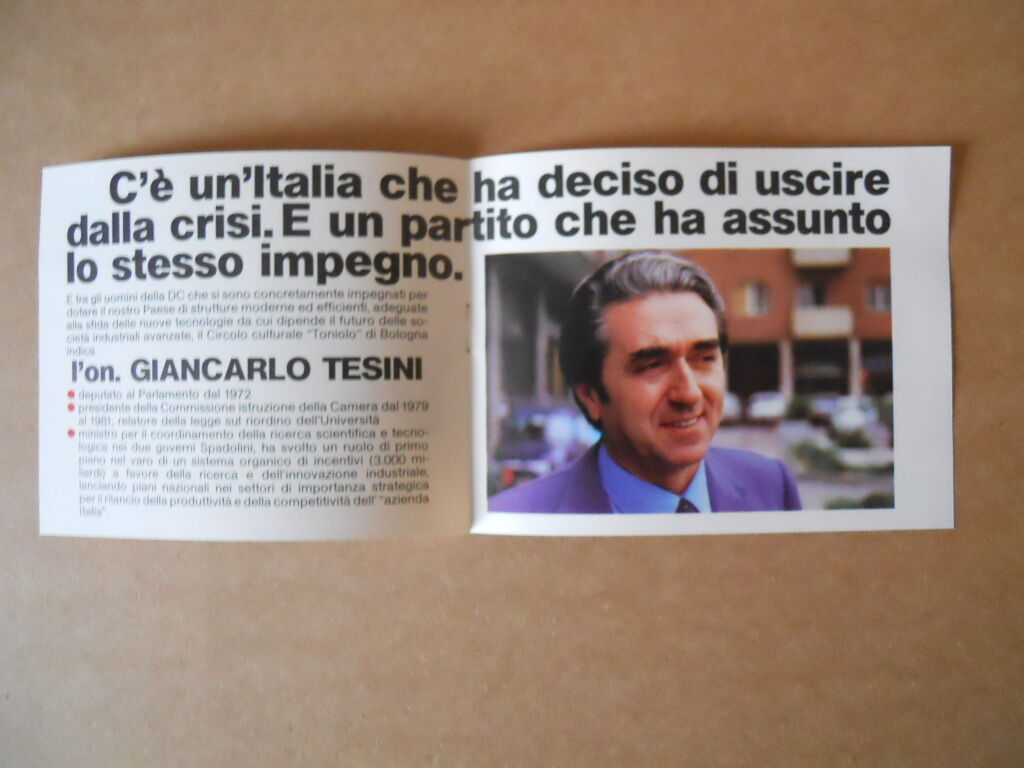 C'è un'Italia che ha deciso di uscire
dalla crisi. E un partito che ha assunto
lo stesso impegno.
E tra gli uomini della DC che si sono concretamente impegnati per
dotare il nostro Paese di strutture moderne ed efficienti, adeguate
alla sfida delle nuove tecnologie da cui dipende il futuro delle so-
cietà industriali avanzate, il Circolo culturale "Toniolo" di Bologna
indica
l'on. GIANCARLO TESINI
deputato al Parlamento dal 1972
presidente della Commissione istruzione della Camera dal 1979
al 1981; relatore della legge sul riordino dell'Università
ministro per il coordinamento della ricerca scientifica e tecno-
logica nei due governi Spadolini, ha svolto un ruolo di primo
piano nel varo di un sistema organico di incentivi (3.000 mi-
liardi) a favore della ricerca e dell'innovazione industriale,
lanciando piani nazionali nei settori di importanza strategica
per il rilancio della produttività e della competitività dell' "azienda
Italia".